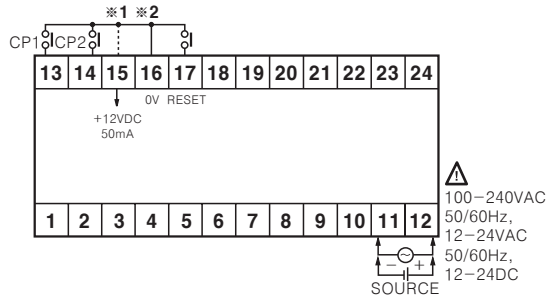 ※1 ※2
CP1 CP2
13 14 15 16 17 18 19 20 21 22 23 24
0V RESET
+12VDC
50mA
1 2 3 4 5 6 7 8 9 10 11 12
100-240VAC
50/60Hz,
12-24VAC
50/60Hz,
12-24DC
- +
SOURCE